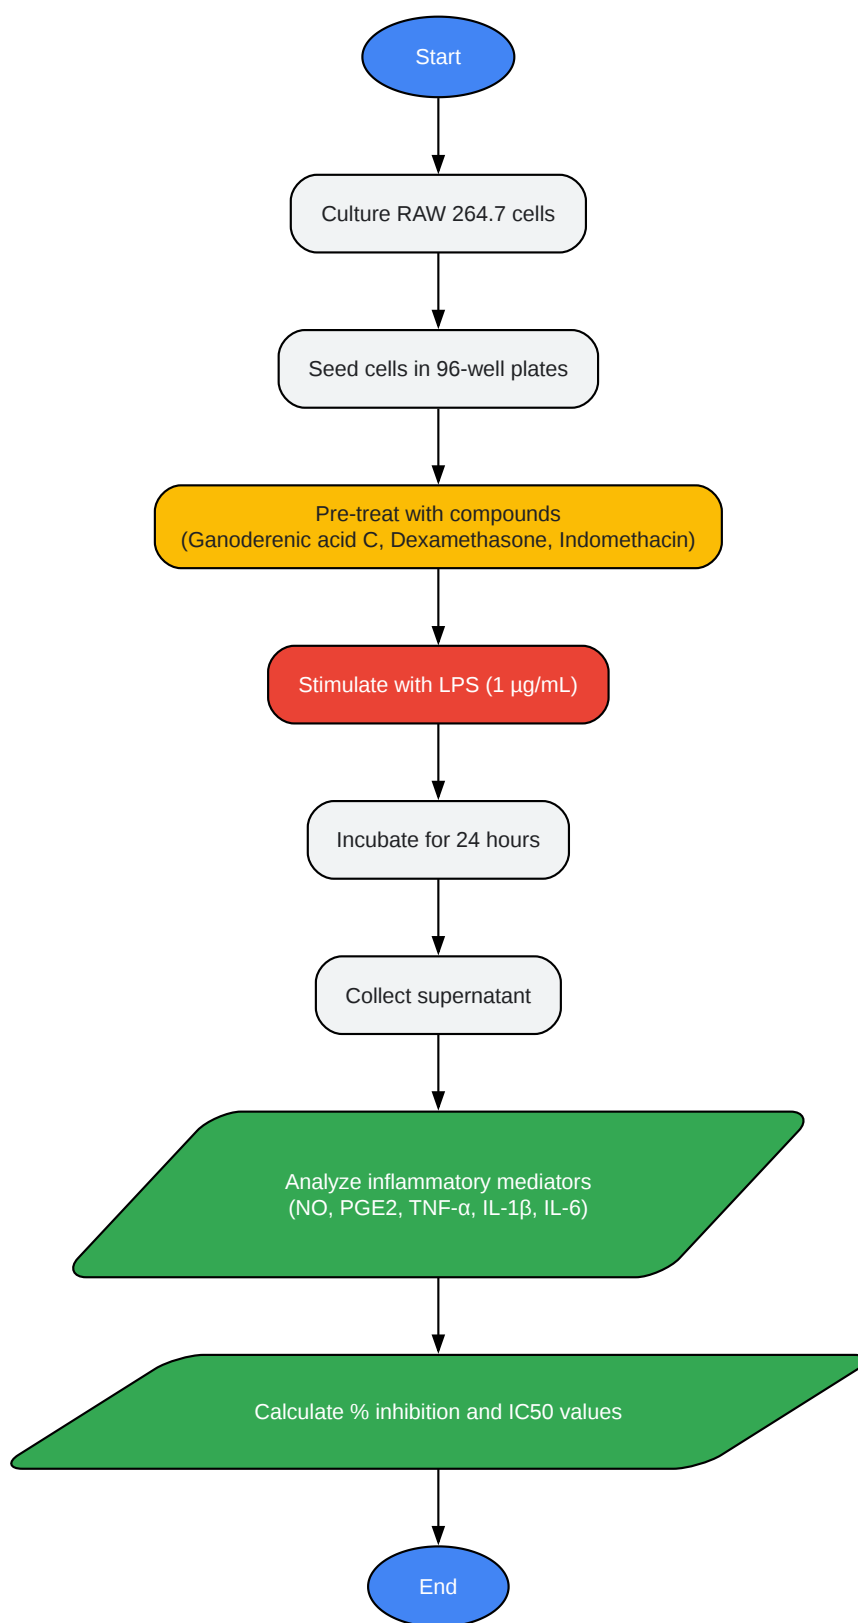 Start
Culture RAW 264.7 cells
Seed cells in 96-well plates
Pre-treat with compounds
(Ganoderenic acid C, Dexamethasone, Indomethacin)
Stimulate with LPS (1 µg/mL)
Incubate for 24 hours
Collect supernatant
Analyze inflammatory mediators
(NO, PGE2, TNF-α, IL-1β, IL-6)
Calculate % inhibition and IC50 values
End